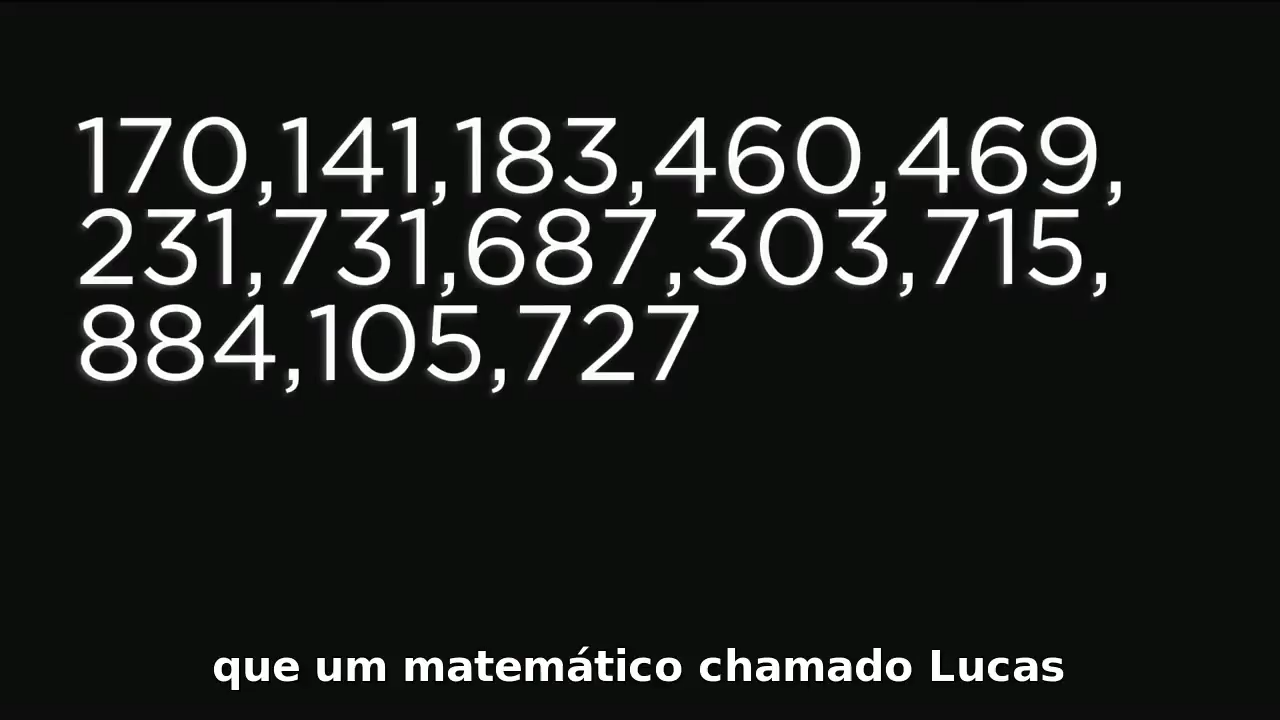 170,141,183,460,469,
231,731,687,303,715,
884,105,727
que um matemático chamado Lucas